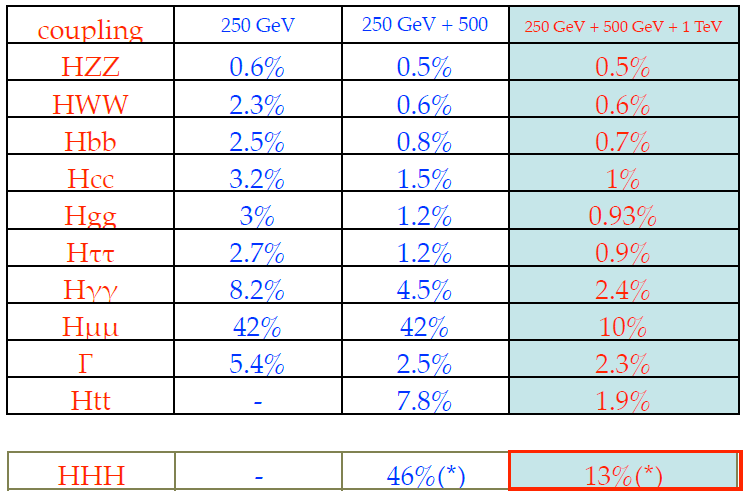 coupling 250 GeV 250 GeV + 500 250 GeV + 500 GeV + 1 TeV
HZZ 0.6% 0.5% 0.5%
HWW 2.3% 0.6% 0.6%
Hbb 2.5% 0.8% 0.7%
Hcc 3.2% 1.5% 1%
Hgg 3% 1.2% 0.93%
Hττ 2.7% 1.2% 0.9%
Hγγ 8.2% 4.5% 2.4%
Hμμ 42% 42% 10%
Γ 5.4% 2.5% 2.3%
Htt - 7.8% 1.9%
HHH - 46%(*) 13%(*)